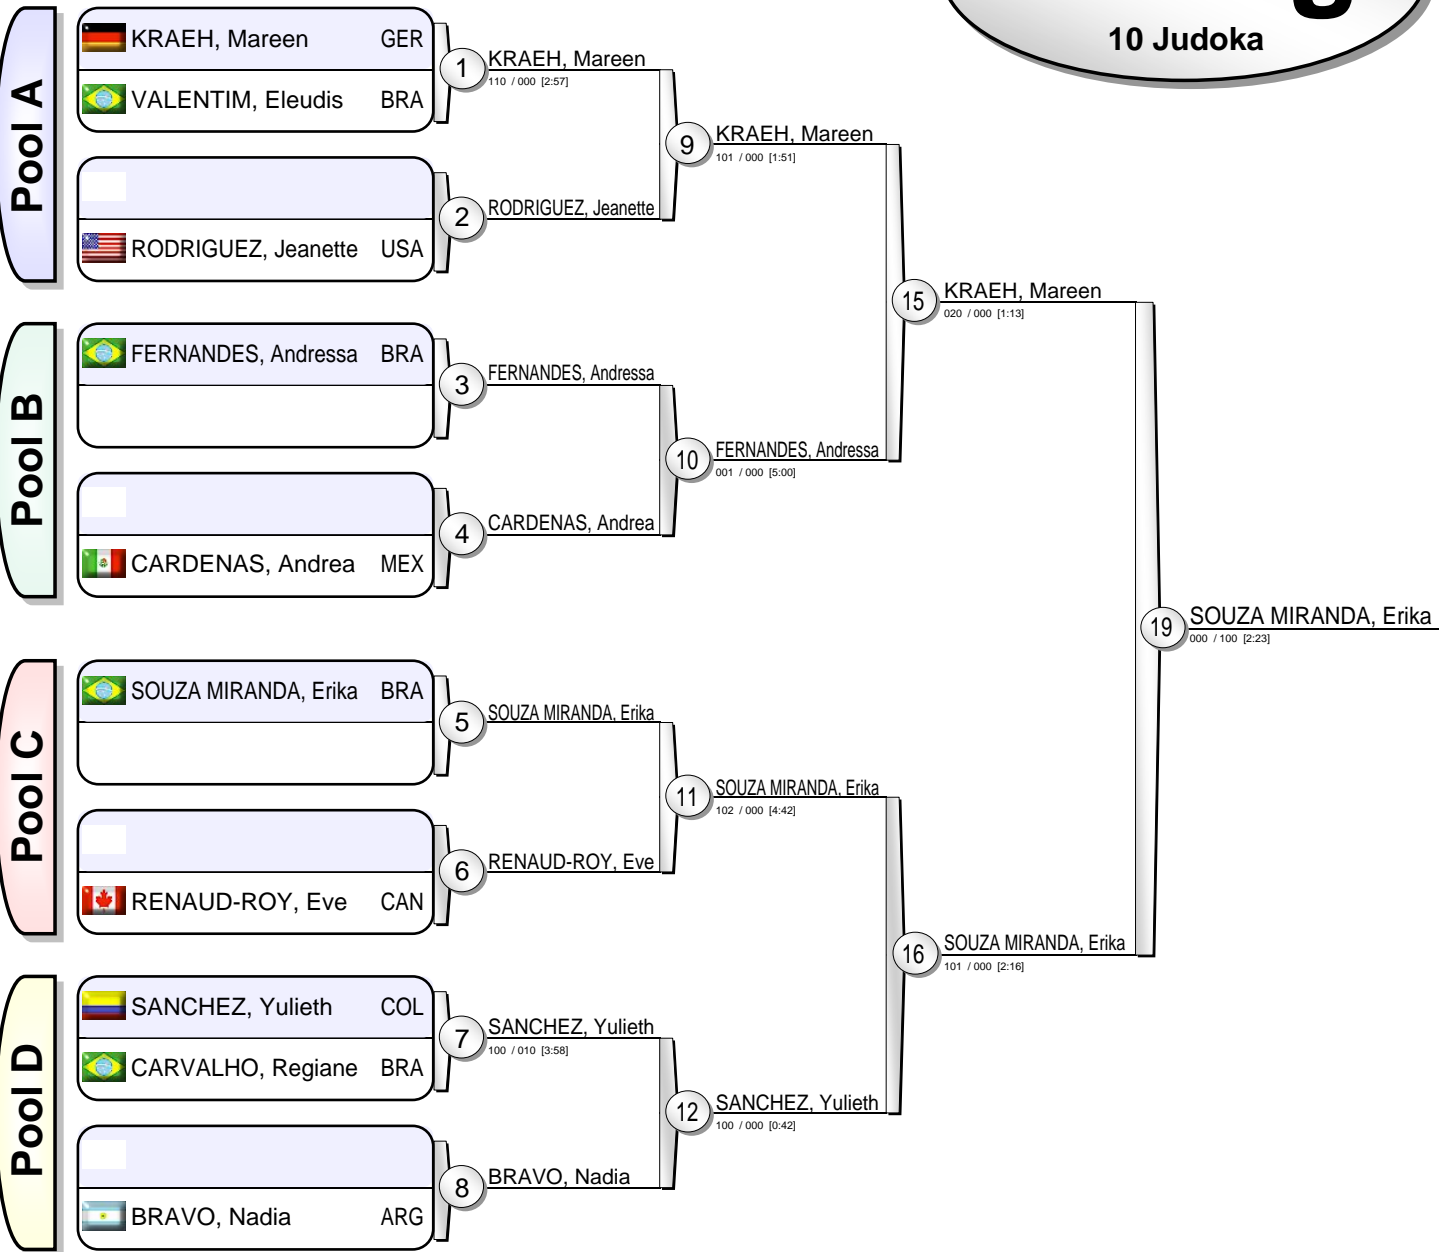 10 Judoka
Pool A
KRAEH, Mareen GER
VALENTIM, Eleudis BRA
RODRIGUEZ, Jeanette USA
1
KRAEH, Mareen
110 / 000 [2:57]
2
RODRIGUEZ, Jeanette
9
KRAEH, Mareen
101 / 000 [1:51]
Pool B
FERNANDES, Andressa BRA
CARDENAS, Andrea MEX
3
FERNANDES, Andressa
4
CARDENAS, Andrea
10
FERNANDES, Andressa
001 / 000 [5:00]
15
KRAEH, Mareen
020 / 000 [1:13]
Pool C
SOUZA MIRANDA, Erika BRA
RENAUD-ROY, Eve CAN
5
SOUZA MIRANDA, Erika
6
RENAUD-ROY, Eve
11
SOUZA MIRANDA, Erika
102 / 000 [4:42]
Pool D
SANCHEZ, Yulieth COL
CARVALHO, Regiane BRA
BRAVO, Nadia ARG
7
SANCHEZ, Yulieth
100 / 010 [3:58]
8
BRAVO, Nadia
12
SANCHEZ, Yulieth
100 / 000 [0:42]
16
SOUZA MIRANDA, Erika
101 / 000 [2:16]
19
SOUZA MIRANDA, Erika
000 / 100 [2:23]